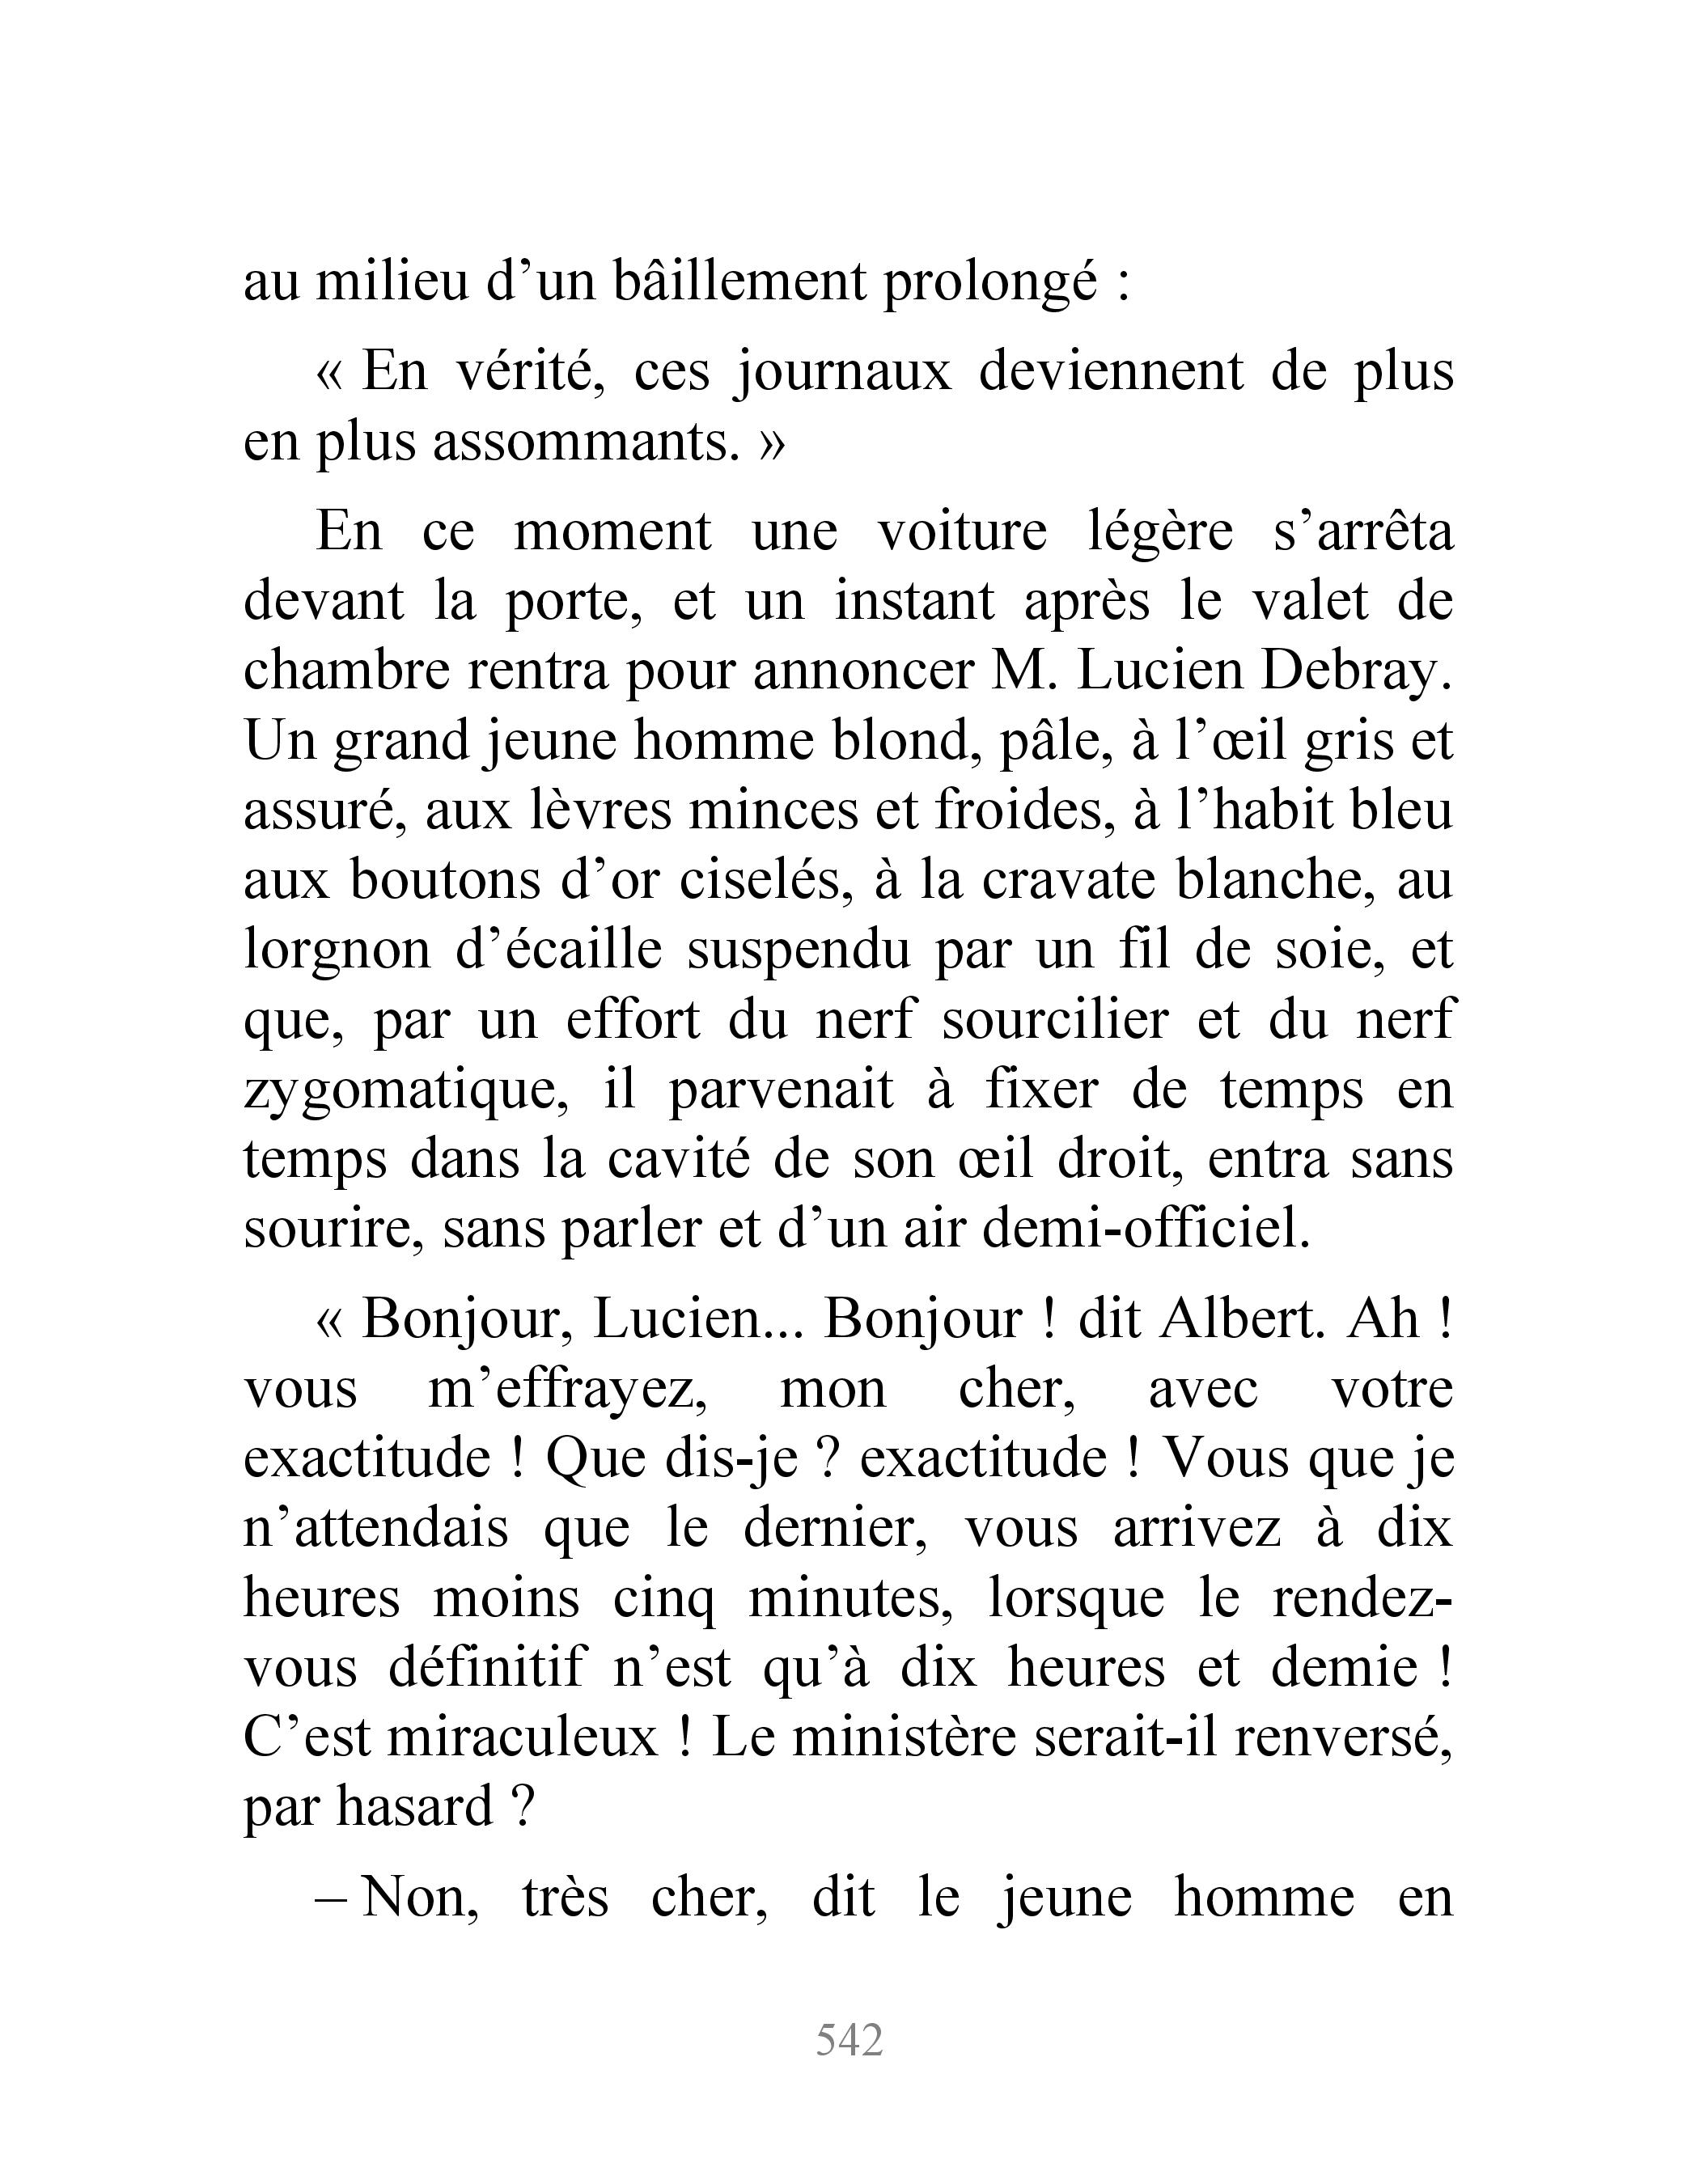 au milieu d’un bâillement prolongé :
« En vérité, ces journaux deviennent de plus
en plus assommants. »
En ce moment une voiture légère s’arrêta
devant la porte, et un instant après le valet de
chambre rentra pour annoncer M. Lucien Debray.
Un grand jeune homme blond, pâle, à l’œil gris et
assuré, aux lèvres minces et froides, à l’habit bleu
aux boutons d’or ciselés, à la cravate blanche, au
lorgnon d’écaille suspendu par un fil de soie, et
que, par un effort du nerf sourcilier et du nerf
zygomatique, il parvenait à fixer de temps en
temps dans la cavité de son œil droit, entra sans
sourire, sans parler et d’un air demi-officiel.
« Bonjour, Lucien... Bonjour ! dit Albert. Ah !
vous m’effrayez, mon cher, avec votre
exactitude ! Que dis-je ? exactitude ! Vous que je
n’attendais que le dernier, vous arrivez à dix
heures moins cinq minutes, lorsque le rendez-
vous définitif n’est qu’à dix heures et demie !
C’est miraculeux ! Le ministère serait-il renversé,
par hasard ?
– Non, très cher, dit le jeune homme en
542